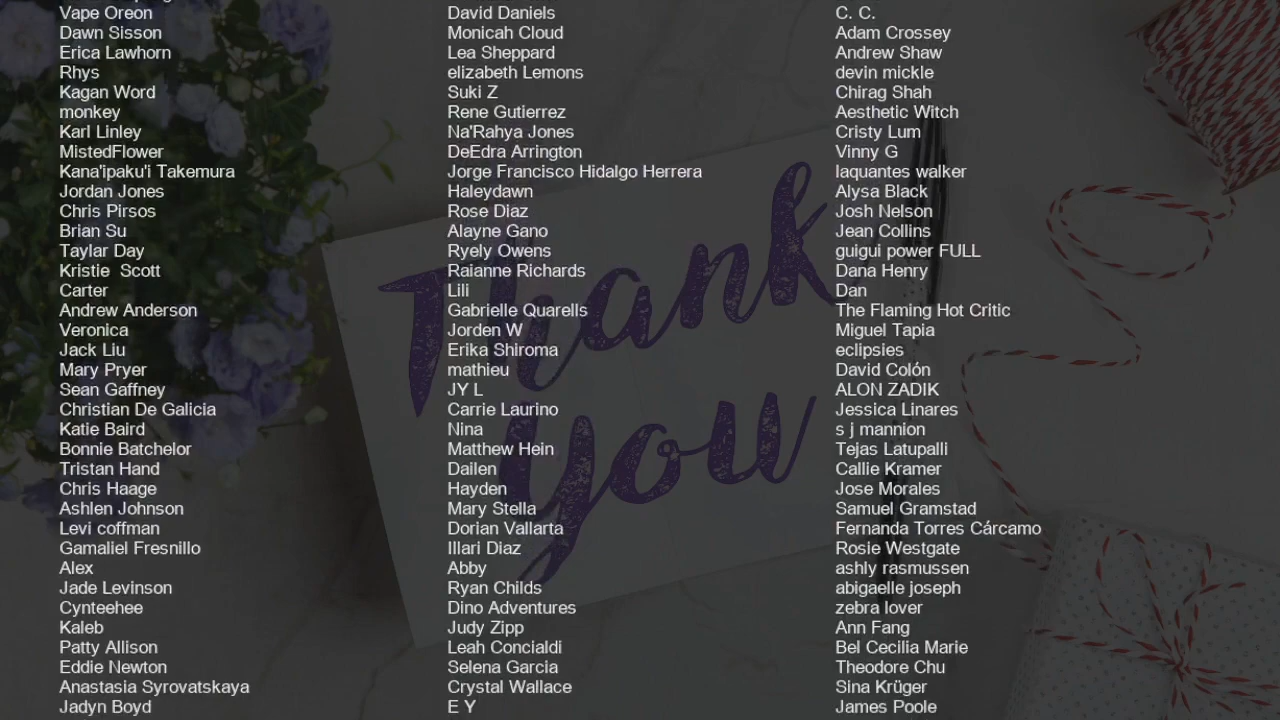 Vape Oreon
Dawn Sisson
Erica Lawhorn
Rhys
Kagan Word
monkey
Karl Linley
MistedFlower
Kana'ipaku'i Takemura
Jordan Jones
Chris Pirsos
Brian Su
Taylar Day
Kristie  Scott
Carter
Andrew Anderson
Veronica
Jack Liu
Mary Pryer
Sean Gaffney
Christian De Galicia
Katie Baird
Bonnie Batchelor
Tristan Hand
Chris Haage
Ashlen Johnson
Levi coffman
Gamaliel Fresnillo
Alex
Jade Levinson
Cynteehee
Kaleb
Patty Allison
Eddie Newton
Anastasia Syrovatskaya
Jadyn Boyd
David Daniels
Monicah Cloud
Lea Sheppard
elizabeth Lemons
Suki Z
Rene Gutierrez
Na'Rahya Jones
DeEdra Arrington
Jorge Francisco Hidalgo Herrera
Haleydawn
Rose Diaz
Alayne Gano
Ryely Owens
Raianne Richards
Lili
Gabrielle Quarells
Jorden W
Erika Shiroma
mathieu
JY L
Carrie Laurino
Nina
Matthew Hein
Dailen
Hayden
Mary Stella
Dorian Vallarta
Illari Diaz
Abby
Ryan Childs
Dino Adventures
Judy Zipp
Leah Concialdi
Selena Garcia
Crystal Wallace
E Y
C. C.
Adam Crossey
Andrew Shaw
devin mickle
Chirag Shah
Aesthetic Witch
Cristy Lum
Vinny G
laquantes walker
Alysa Black
Josh Nelson
Jean Collins
guigui power FULL
Dana Henry
Dan
The Flaming Hot Critic
Miguel Tapia
eclipsies
David Colón
ALON ZADIK
Jessica Linares
s j mannion
Tejas Latupalli
Callie Kramer
Jose Morales
Samuel Gramstad
Fernanda Torres Cárcamo
Rosie Westgate
ashly rasmussen
abigaelle joseph
zebra lover
Ann Fang
Bel Cecilia Marie
Theodore Chu
Sina Krüger
James Poole
Thank
you